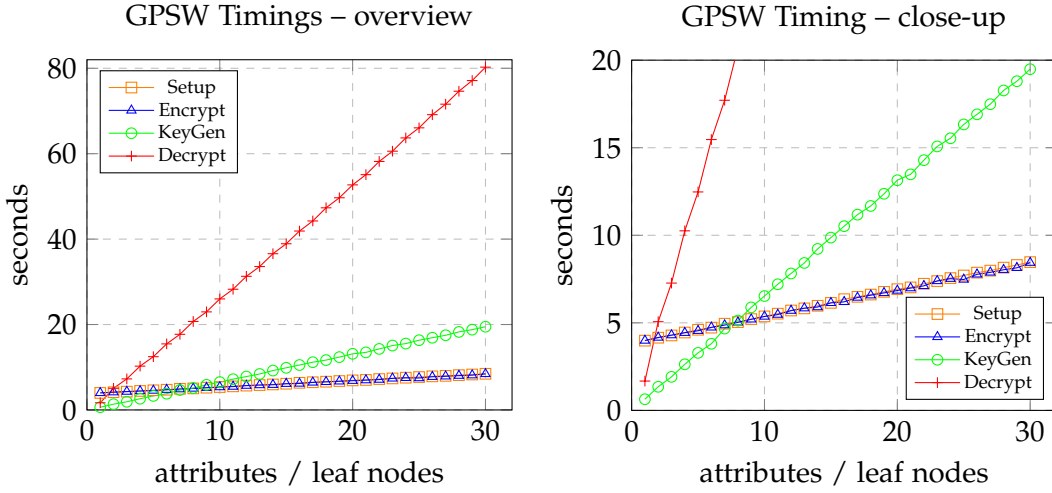 GPSW Timings – overview
80
60
40
20
0
0
10
20
30
seconds
attributes / leaf nodes
Setup
Encrypt
KeyGen
Decrypt
GPSW Timing – close-up
20
15
10
5
0
0
10
20
30
seconds
attributes / leaf nodes
Setup
Encrypt
KeyGen
Decrypt